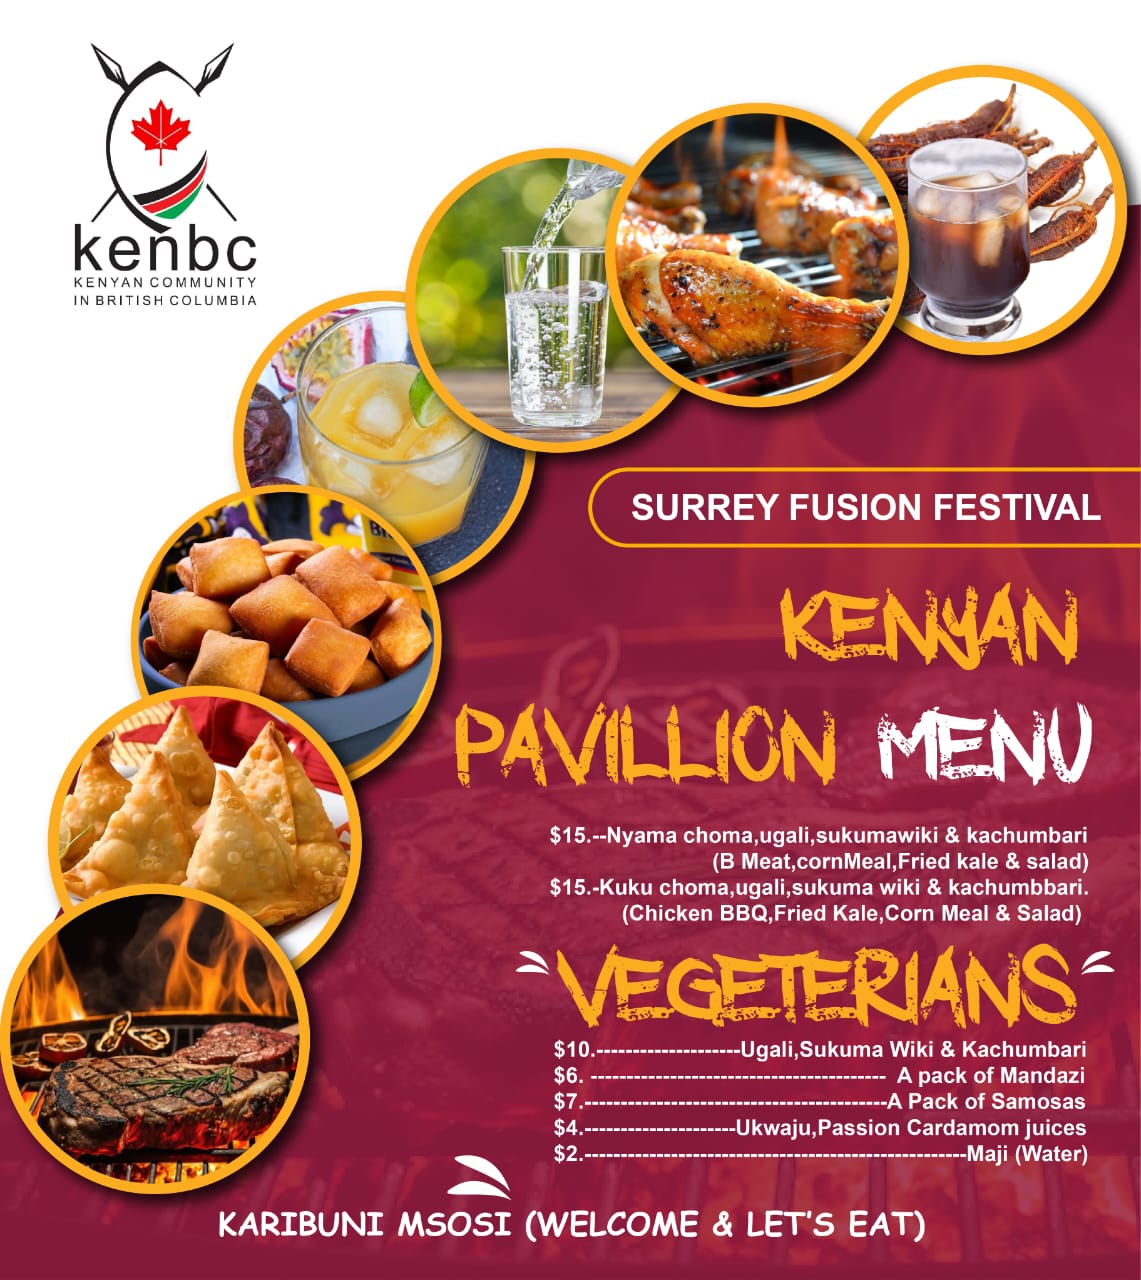 kenbc
KENYAN COMMUNITY
IN BRITISH COLUMBIA
SURREY FUSION FESTIVAL
KENYAN
PAVILLION MENU
$15.--Nyama choma,ugali,sukumawiki & kachumbari
(B Meat,cornMeal,Fried kale & salad)
$15.-Kuku choma,ugali,sukuma wiki & kachumbbari.
(Chicken BBQ,Fried Kale,Corn Meal & Salad)
VEGETERIANS
$10.--------------------Ugali,Sukuma Wiki & Kachumbari
$6. ----------------------------------------- A pack of Mandazi
$7.------------------------------------------A Pack of Samosas
$4.---------------------Ukwaju,Passion Cardamom juices
$2.-----------------------------------------------------Maji (Water)
KARIBUNI MSOSI (WELCOME & LET'S EAT)